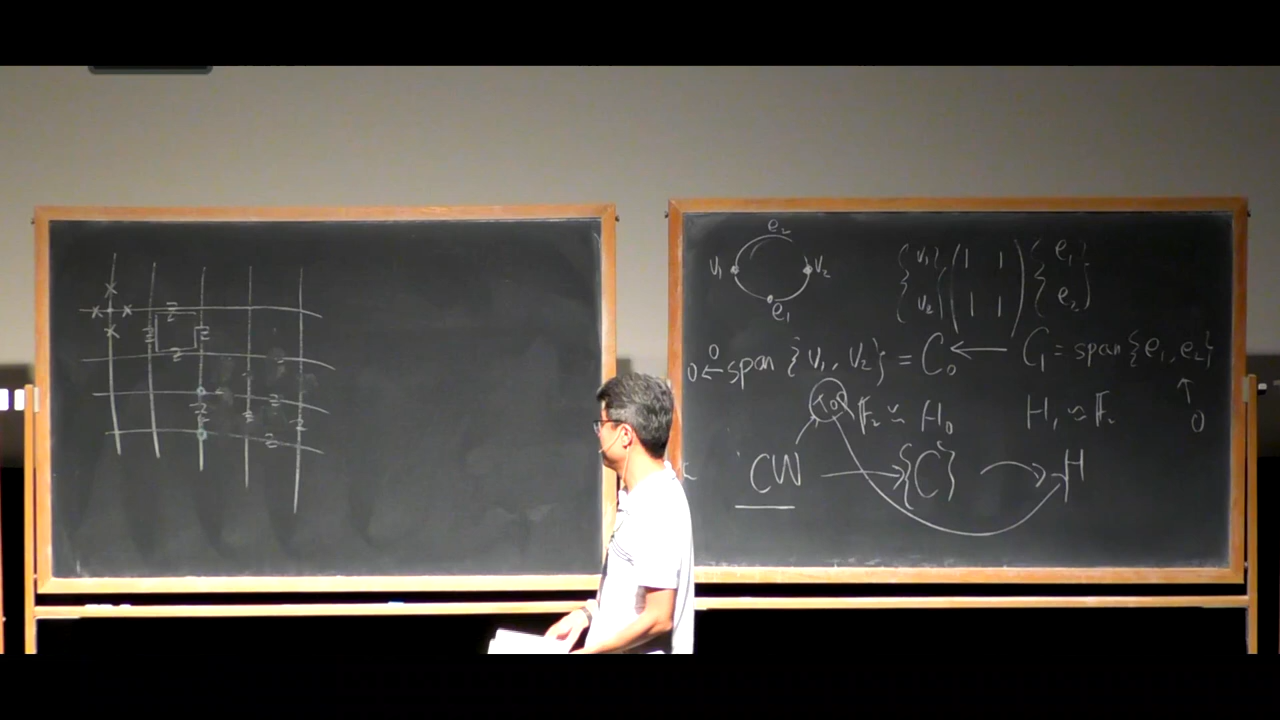 X
X X
X
Z
Z Z
Z
Z
Z Z
Z Z
Z
e₂
v₁ v₂
e₁
{v₁ v₂} (1 1 1 1) {e₁ e₂}
0 ← 0 span {v₁, v₂} = C₀ ← C₁ = span {e₁, e₂}
↑
0
Top
F₂ ≃ H₀ H₁ ≃ F₂
CW → {C} → H